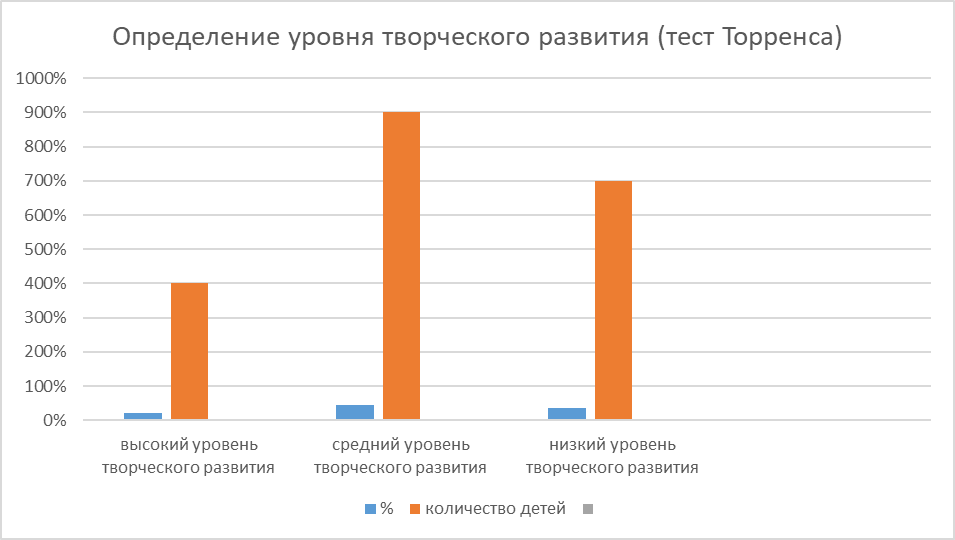 Определение уровня творческого развития (тест Торренса)
1000%
900%
800%
700%
600%
500%
400%
300%
200%
100%
0%
высокий уровень
творческого развития
средний уровень
творческого развития
низкий уровень
творческого развития
% количество детей